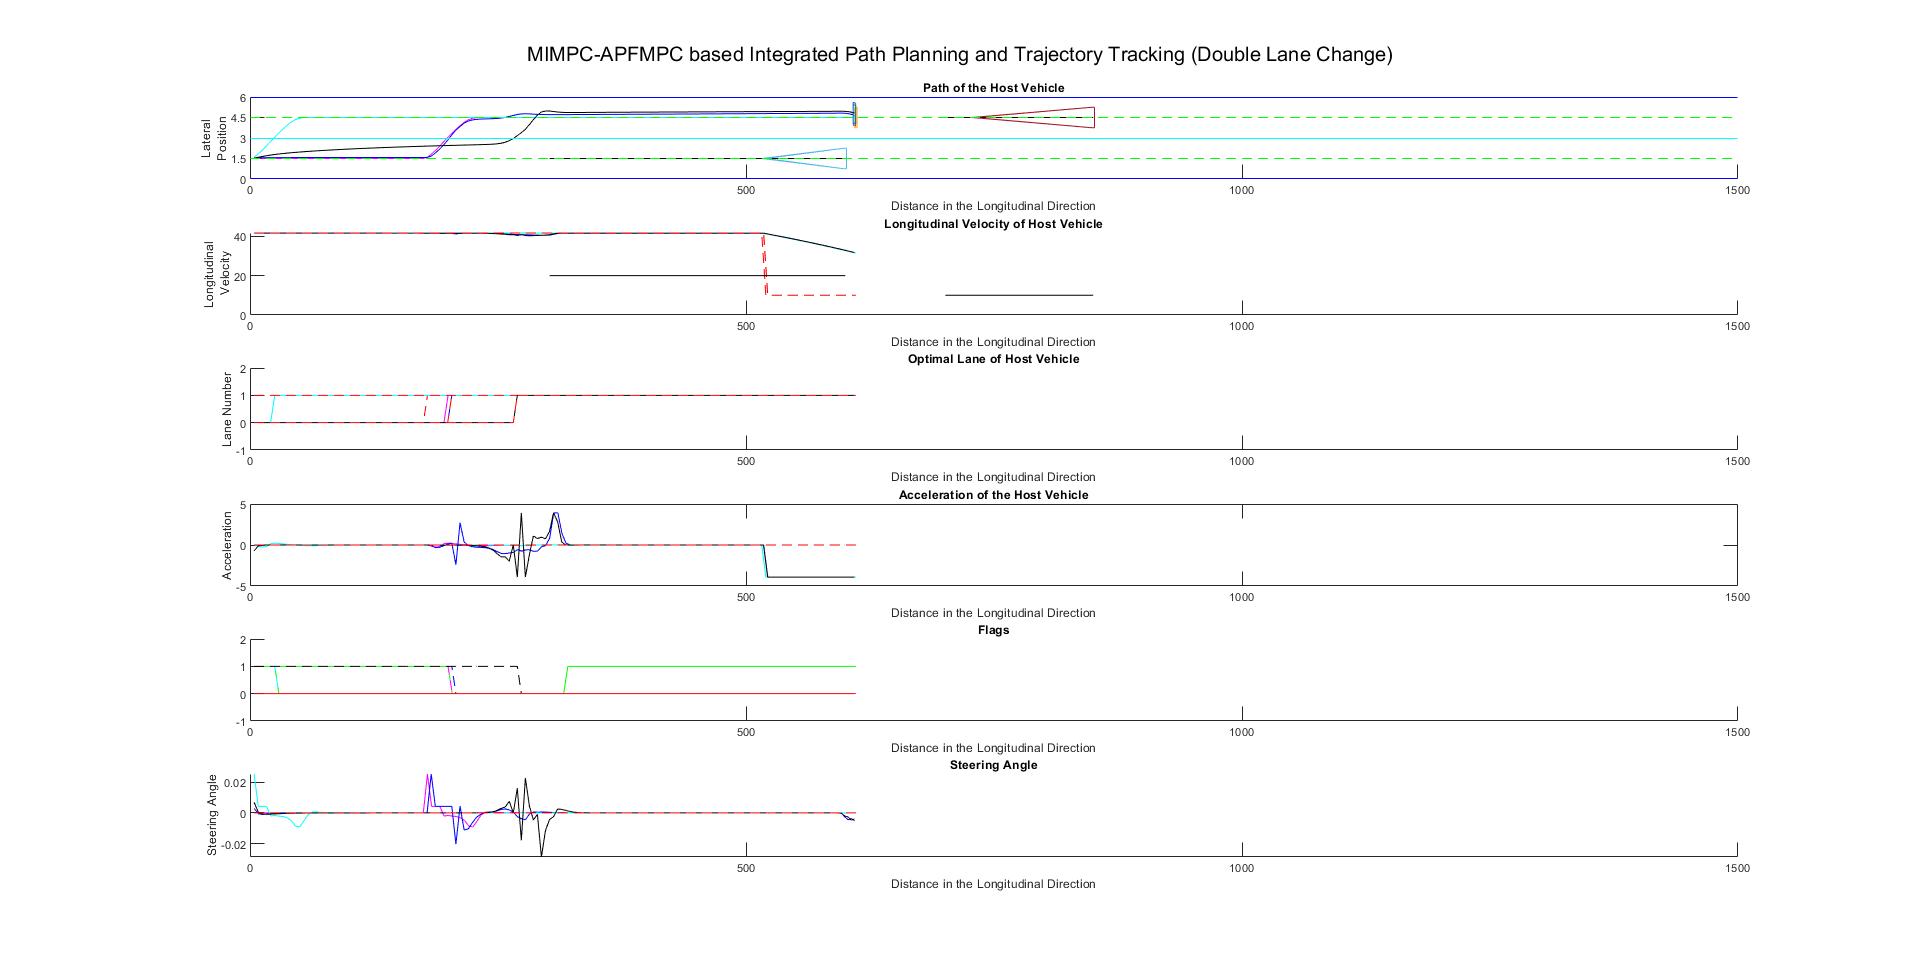 MIMPC-APFMPC based Integrated Path Planning and Trajectory Tracking (Double Lane Change)
Path of the Host Vehicle
Lateral
Position
6
4.5
3
1.5
0
0 500 1000 1500
Distance in the Longitudinal Direction
Longitudinal Velocity of Host Vehicle
Longitudinal
Velocity
40
20
0
0 500 1000 1500
Distance in the Longitudinal Direction
Optimal Lane of Host Vehicle
Lane Number
2
1
0
-1
0 500 1000 1500
Distance in the Longitudinal Direction
Acceleration of the Host Vehicle
Acceleration
5
0
-5
0 500 1000 1500
Distance in the Longitudinal Direction
Flags
2
1
0
-1
0 500 1000 1500
Distance in the Longitudinal Direction
Steering Angle
Steering Angle
0.02
0
-0.02
0 500 1000 1500
Distance in the Longitudinal Direction